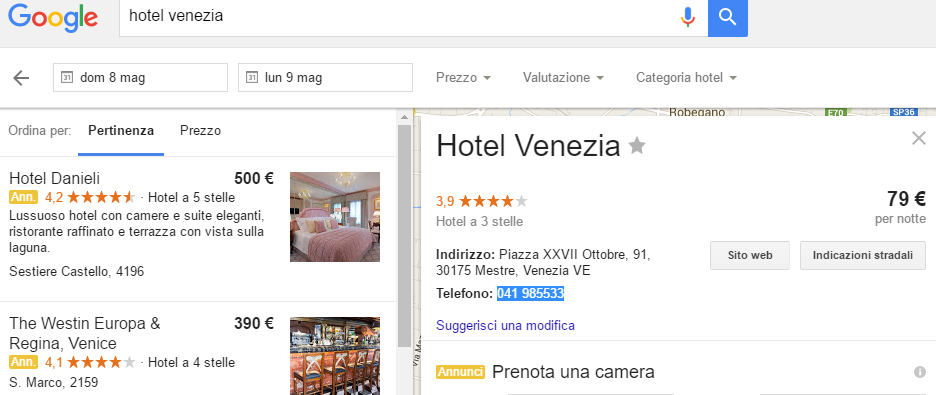 Google
hotel venezia
dom 8 mag
lun 9 mag
Prezzo
Valutazione
Categoria hotel
Ordina per:
Pertinenza
Prezzo
Hotel Danieli
500 €
Ann. 4,2 · Hotel a 5 stelle
Lussuoso hotel con camere e suite eleganti,
ristorante raffinato e terrazza con vista sulla
laguna.
Sestiere Castello, 4196
The Westin Europa &
390 €
Regina, Venice
Ann. 4,1 · Hotel a 4 stelle
S. Marco, 2159
Robegano
E70
SP36
Hotel Venezia
3,9
79 €
Hotel a 3 stelle
per notte
Indirizzo: Piazza XXVII Ottobre, 91,
30175 Mestre, Venezia VE
Sito web
Indicazioni stradali
Telefono: 041 985533
Suggerisci una modifica
Annunci Prenota una camera